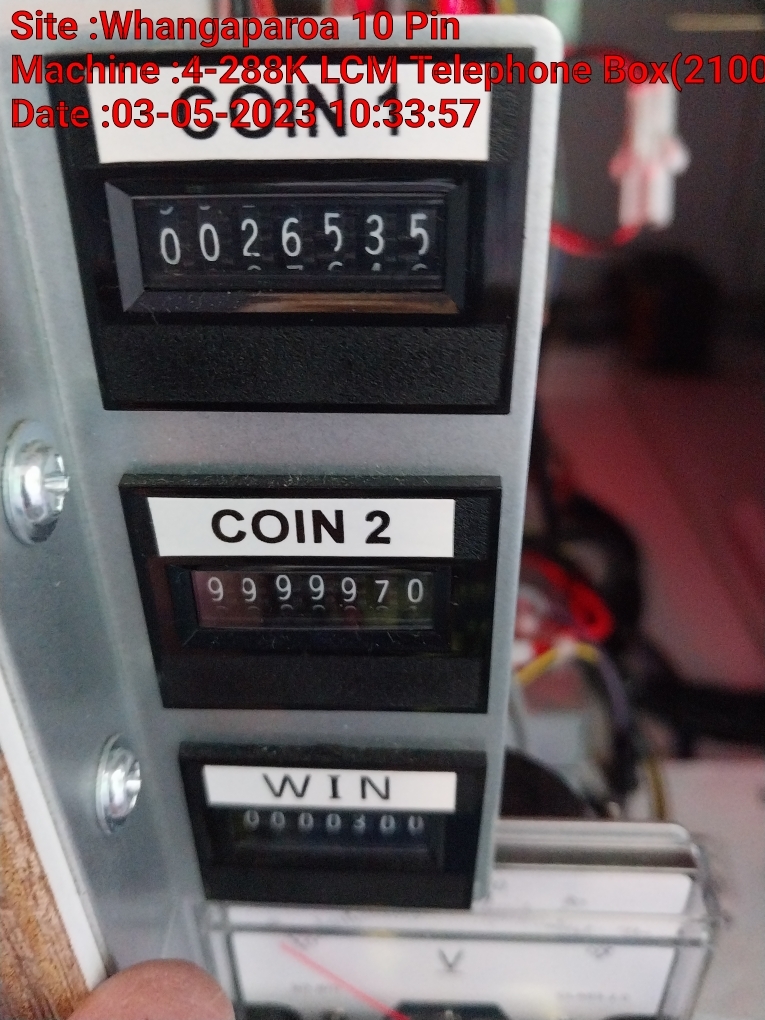 Site :Whangaparoa 10 Pin
Machine :4-288K LCM Telephone Box(2100
Date :03-05-2023 10:33:57
COIN 1
0026535
COIN 2
9999970
WIN
0000300
V